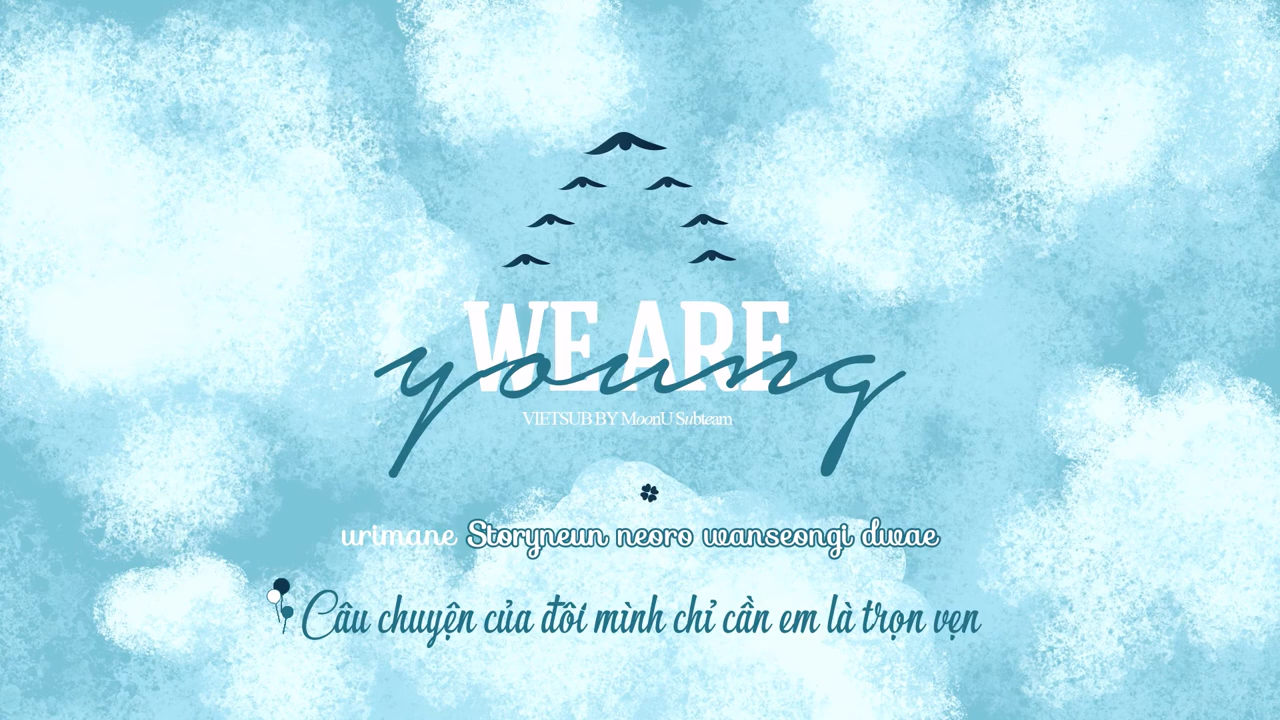 WE ARE
young
VIETSUB BY MoonU Subteam
urimane Storyneun neoro wanseongi dwae
Câu chuyện của đôi mình chỉ cần em là trọn vẹn